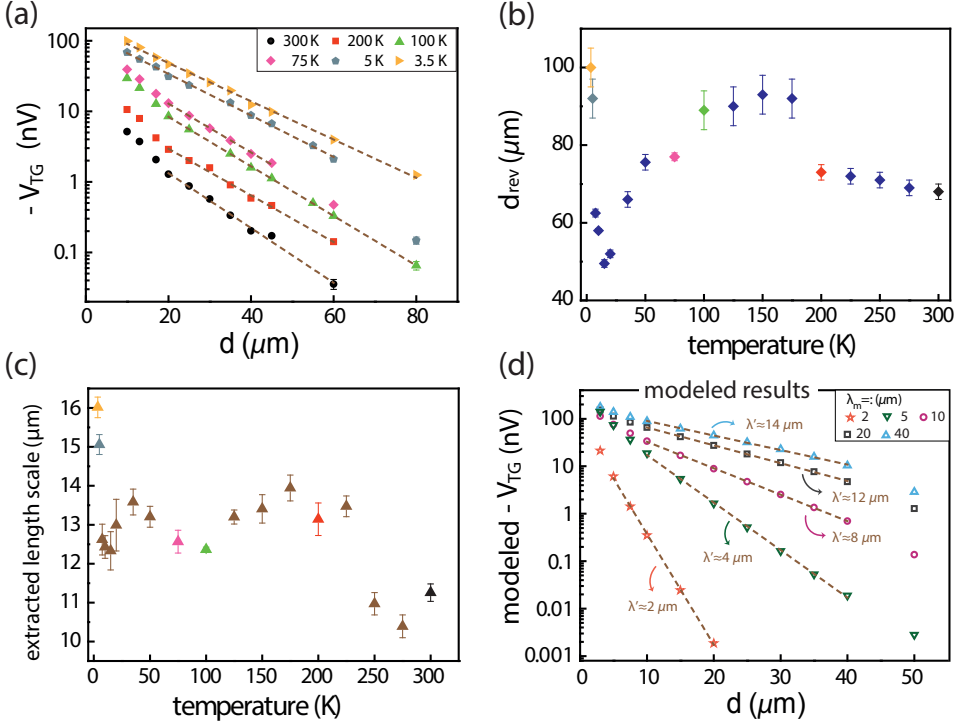 (a)
300 K 200 K 100 K
75 K 5 K 3.5 K
- V_TG (nV)
100
10
1
0.1
0 20 40 60 80
d (µm)
(b)
d_rev (µm)
100
80
60
40
0 50 100 150 200 250 300
temperature (K)
(c)
extracted length scale (µm)
16
15
14
13
12
11
10
0 50 100 150 200 250 300
temperature (K)
(d)
modeled results
λ_m=: (µm)
2 5 10
20 40
modeled - V_TG (nV)
100
10
1
0.1
0.01
0.001
λ'≈14 µm
λ'≈12 µm
λ'≈8 µm
λ'≈4 µm
λ'≈2 µm
0 10 20 30 40 50
d (µm)